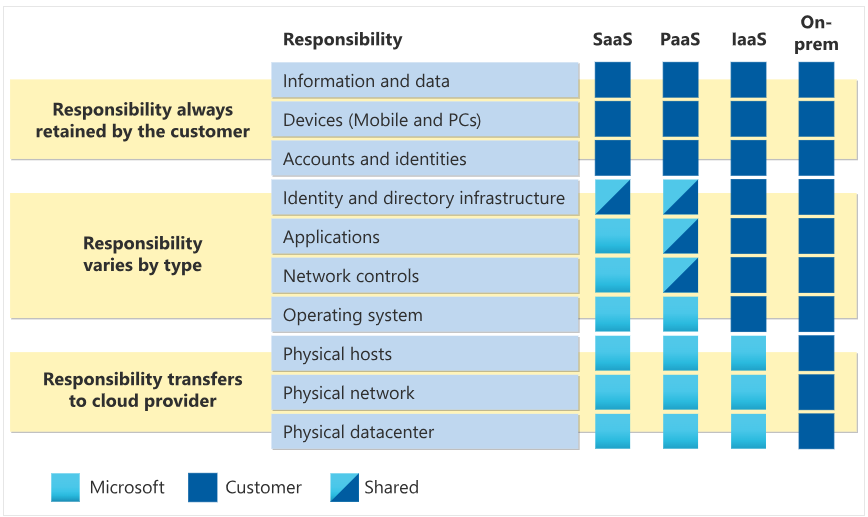 Responsibility
SaaS
PaaS
IaaS
On-
prem
Responsibility always
retained by the customer
Information and data
Devices (Mobile and PCs)
Accounts and identities
Responsibility
varies by type
Identity and directory infrastructure
Applications
Network controls
Operating system
Responsibility transfers
to cloud provider
Physical hosts
Physical network
Physical datacenter
Microsoft
Customer
Shared